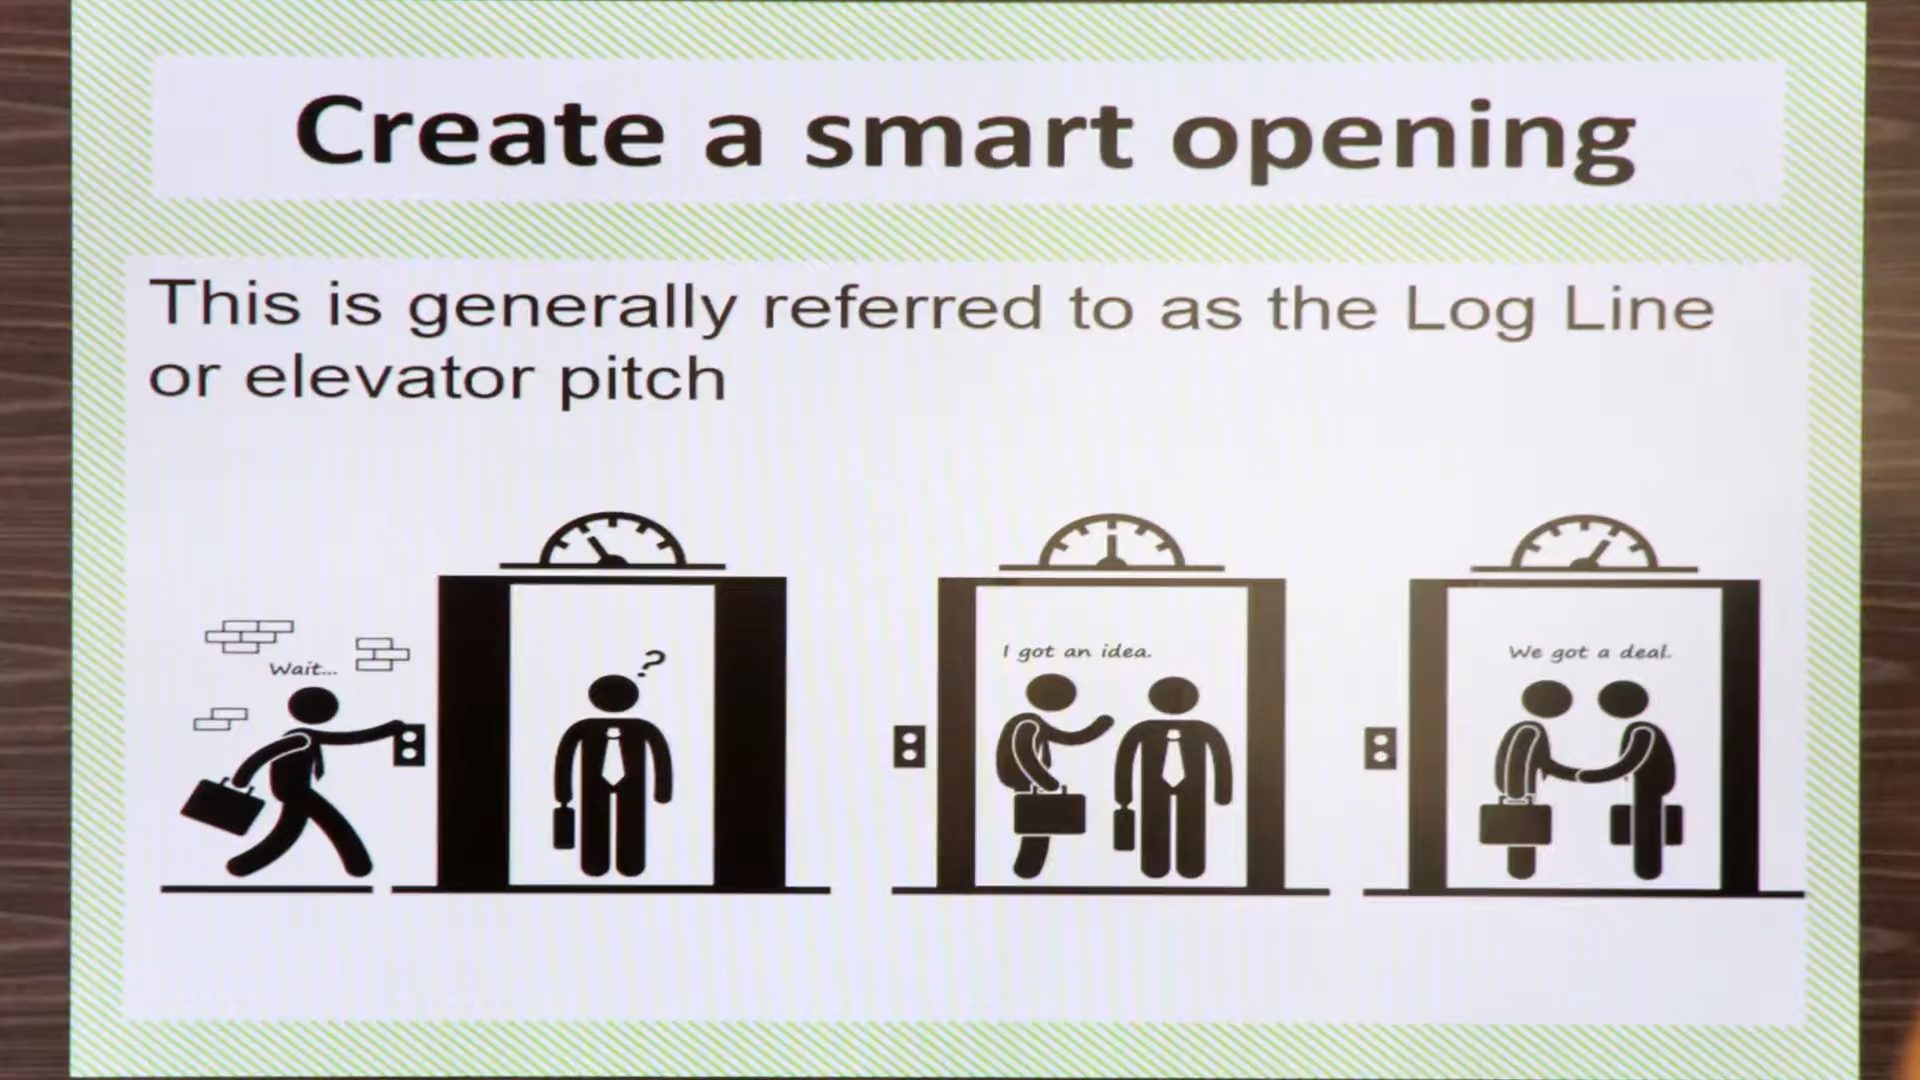 Create a smart opening
This is generally referred to as the Log Line
or elevator pitch
Wait...
?
I got an idea.
We got a deal.